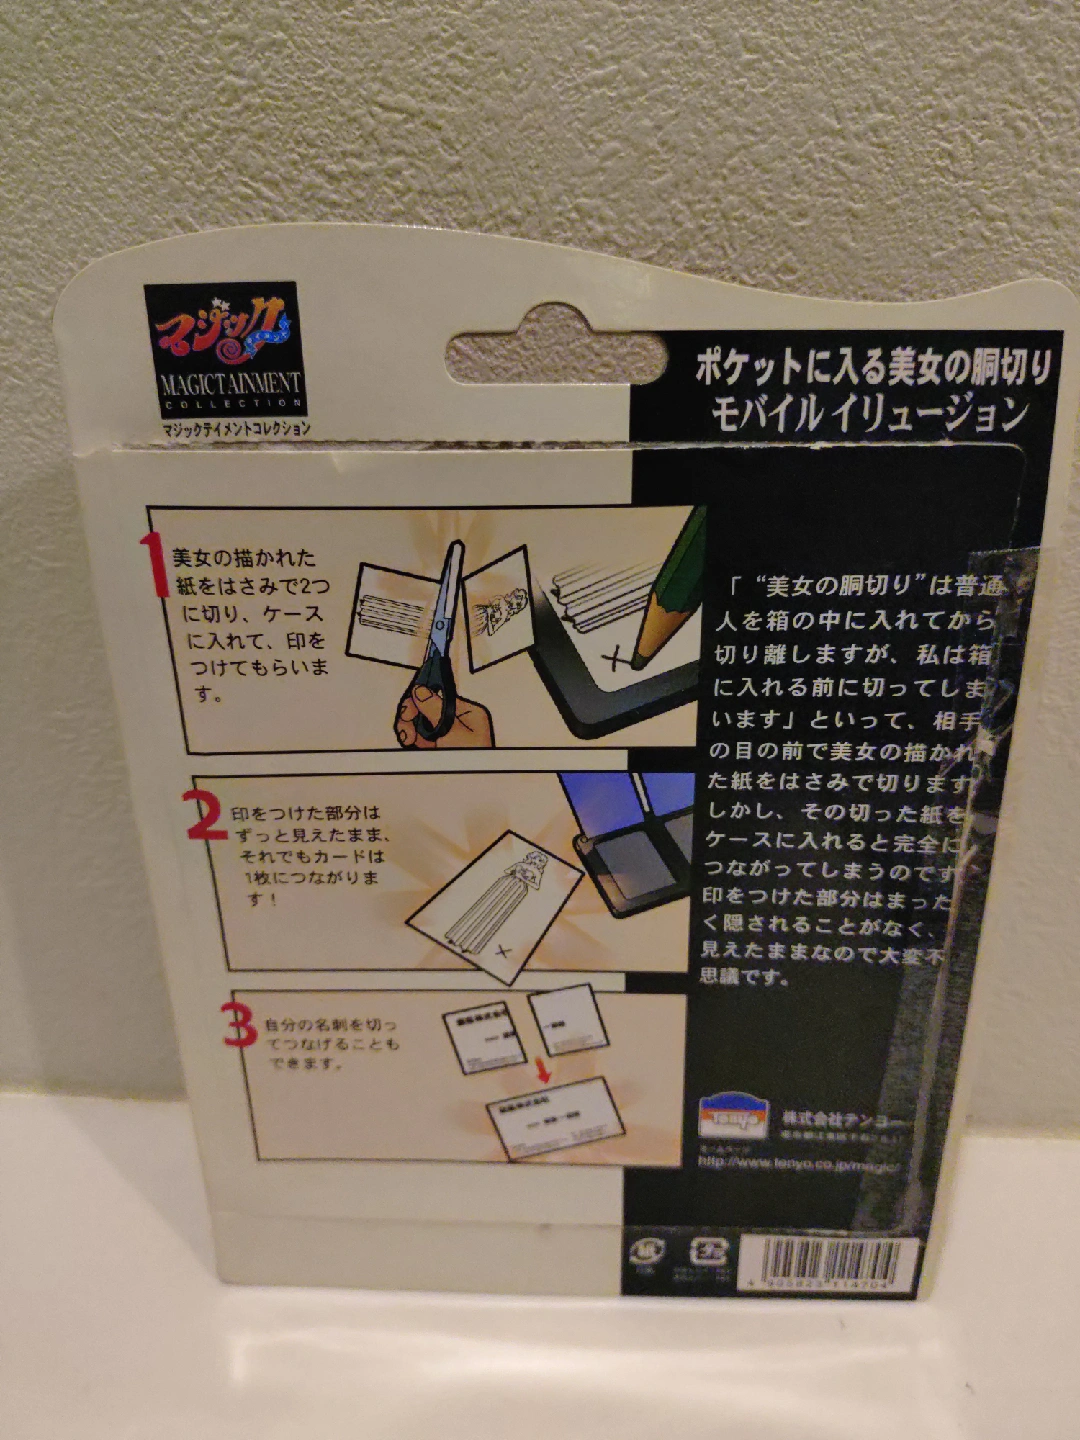 マジック
MAGICTAINMENT
COLLECTION
マジックテイメントコレクション
ポケットに入る美女の胴切り
モバイルイリュージョン
1
美女の描かれた
紙をはさみで2つ
に切り、ケース
に入れて、印を
つけてもらいま
す。
2
印をつけた部分は
ずっと見えたまま、
それでもカードは
1枚につながりま
す!
3
自分の名刺を切っ
てつなげることも
できます。
「“美女の胴切り”は普通
人を箱の中に入れてから
切り離しますが、私は箱
に入れる前に切ってしま
います」といって、相手
の目の前で美女の描かれ
た紙をはさみで切ります。
しかし、その切った紙を
ケースに入れると完全に
つながってしまうのです。
印をつけた部分はまった
く隠されることがなく、
見えたままなので大変不
思議です。
Tenyo
株式会社テンヨー
ホームページ
http://www.tenyo.co.jp/magic/
4 905823 114704